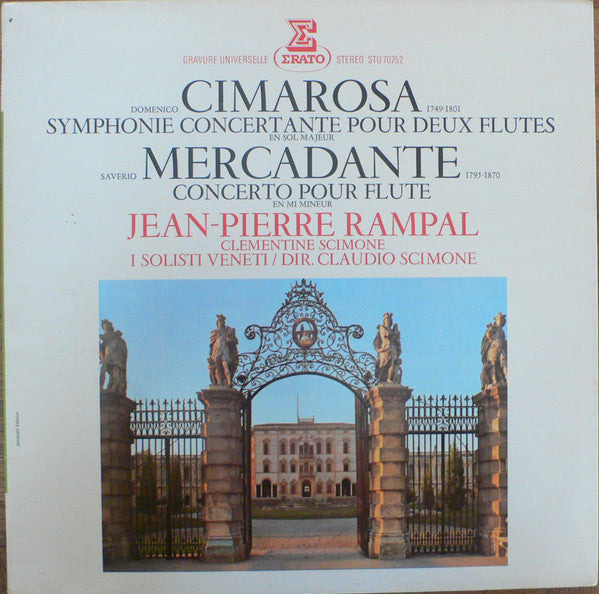 GRAVURE UNIVERSELLE ERATO STEREO STU 70752
DOMENICO CIMAROSA 1749-1801
SYMPHONIE CONCERTANTE POUR DEUX FLUTES
EN SOL MAJEUR
SAVERIO MERCADANTE 1795-1870
CONCERTO POUR FLUTE
EN MI MINEUR
JEAN-PIERRE RAMPAL
CLEMENTINE SCIMONE
I SOLISTI VENETI / DIR. CLAUDIO SCIMONE